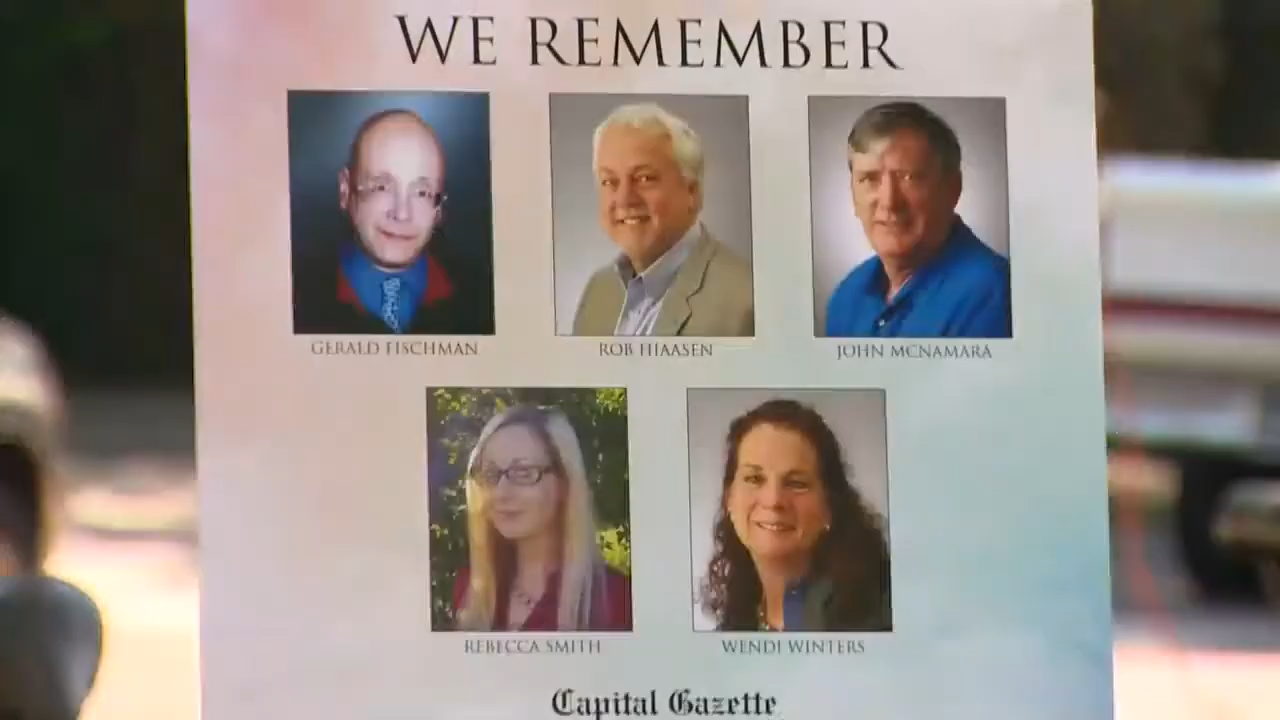 WE REMEMBER
GERALD FISCHMAN
ROB HIAASEN
JOHN MCNAMARA
REBECCA SMITH
WENDI WINTERS
Capital Gazette